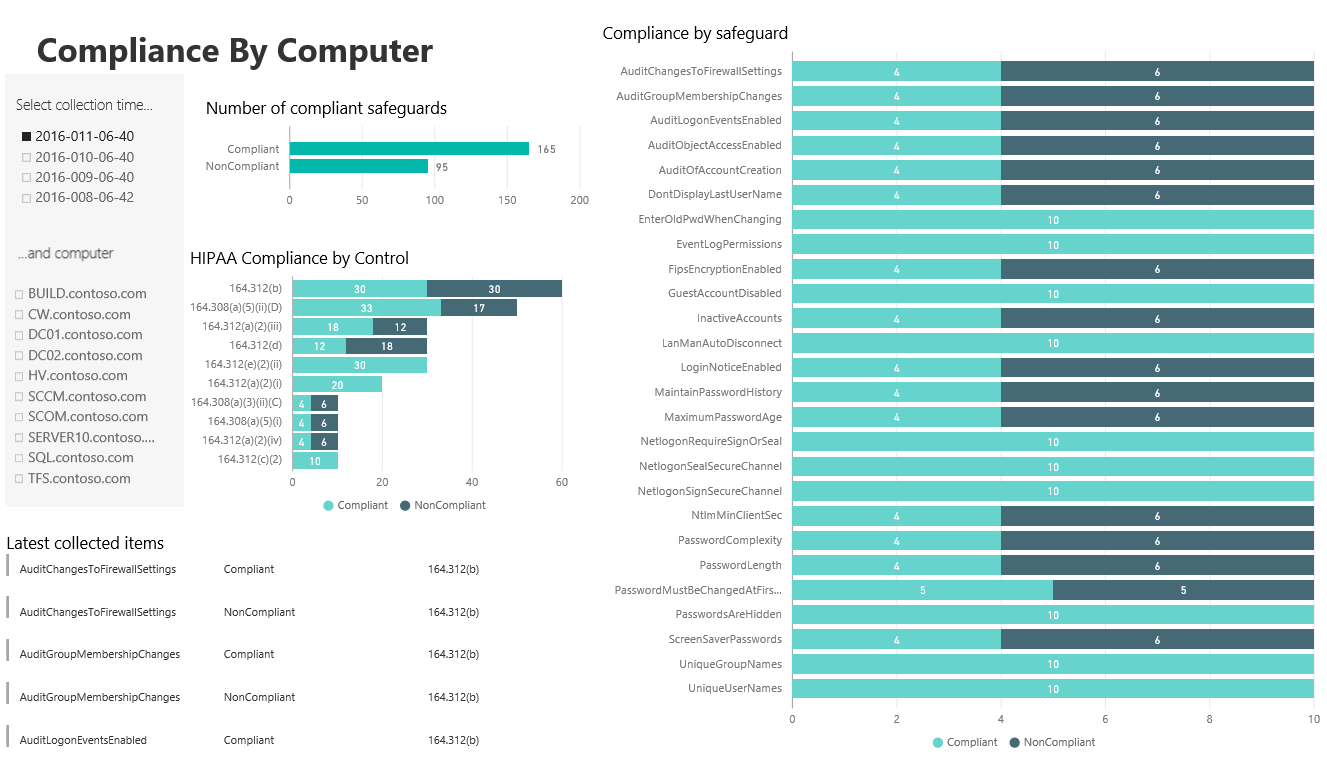 Compliance By Computer
Select collection time...
2016-011-06-40
2016-010-06-40
2016-009-06-40
2016-008-06-42
...and computer
BUILD.contoso.com
CW.contoso.com
DC01.contoso.com
DC02.contoso.com
HV.contoso.com
SCCM.contoso.com
SCOM.contoso.com
SERVER10.contoso....
SQL.contoso.com
TFS.contoso.com
Number of compliant safeguards
Compliant 165
NonCompliant 95
0 50 100 150 200
HIPAA Compliance by Control
164.312(b) 30 30
164.308(a)(5)(ii)(D) 33 17
164.312(a)(2)(iii) 18 12
164.312(d) 12 18
164.312(e)(2)(ii) 30
164.312(a)(2)(i) 20
164.308(a)(3)(ii)(C) 4 6
164.308(a)(5)(i) 4 6
164.312(a)(2)(iv) 4 6
164.312(c)(2) 10
0 20 40 60
Compliant NonCompliant
Latest collected items
AuditChangesToFirewallSettings Compliant 164.312(b)
AuditChangesToFirewallSettings NonCompliant 164.312(b)
AuditGroupMembershipChanges Compliant 164.312(b)
AuditGroupMembershipChanges NonCompliant 164.312(b)
AuditLogonEventsEnabled Compliant 164.312(b)
Compliance by safeguard
AuditChangesToFirewallSettings 4 6
AuditGroupMembershipChanges 4 6
AuditLogonEventsEnabled 4 6
AuditObjectAccessEnabled 4 6
AuditOfAccountCreation 4 6
DontDisplayLastUserName 4 6
EnterOldPwdWhenChanging 10
EventLogPermissions 10
FipsEncryptionEnabled 4 6
GuestAccountDisabled 10
InactiveAccounts 4 6
LanManAutoDisconnect 10
LoginNoticeEnabled 4 6
MaintainPasswordHistory 4 6
MaximumPasswordAge 4 6
NetlogonRequireSignOrSeal 10
NetlogonSealSecureChannel 10
NetlogonSignSecureChannel 10
NtlmMinClientSec 4 6
PasswordComplexity 4 6
PasswordLength 4 6
PasswordMustBeChangedAtFirs... 5 5
PasswordsAreHidden 10
ScreenSaverPasswords 4 6
UniqueGroupNames 10
UniqueUserNames 10
0 2 4 6 8 10
Compliant NonCompliant